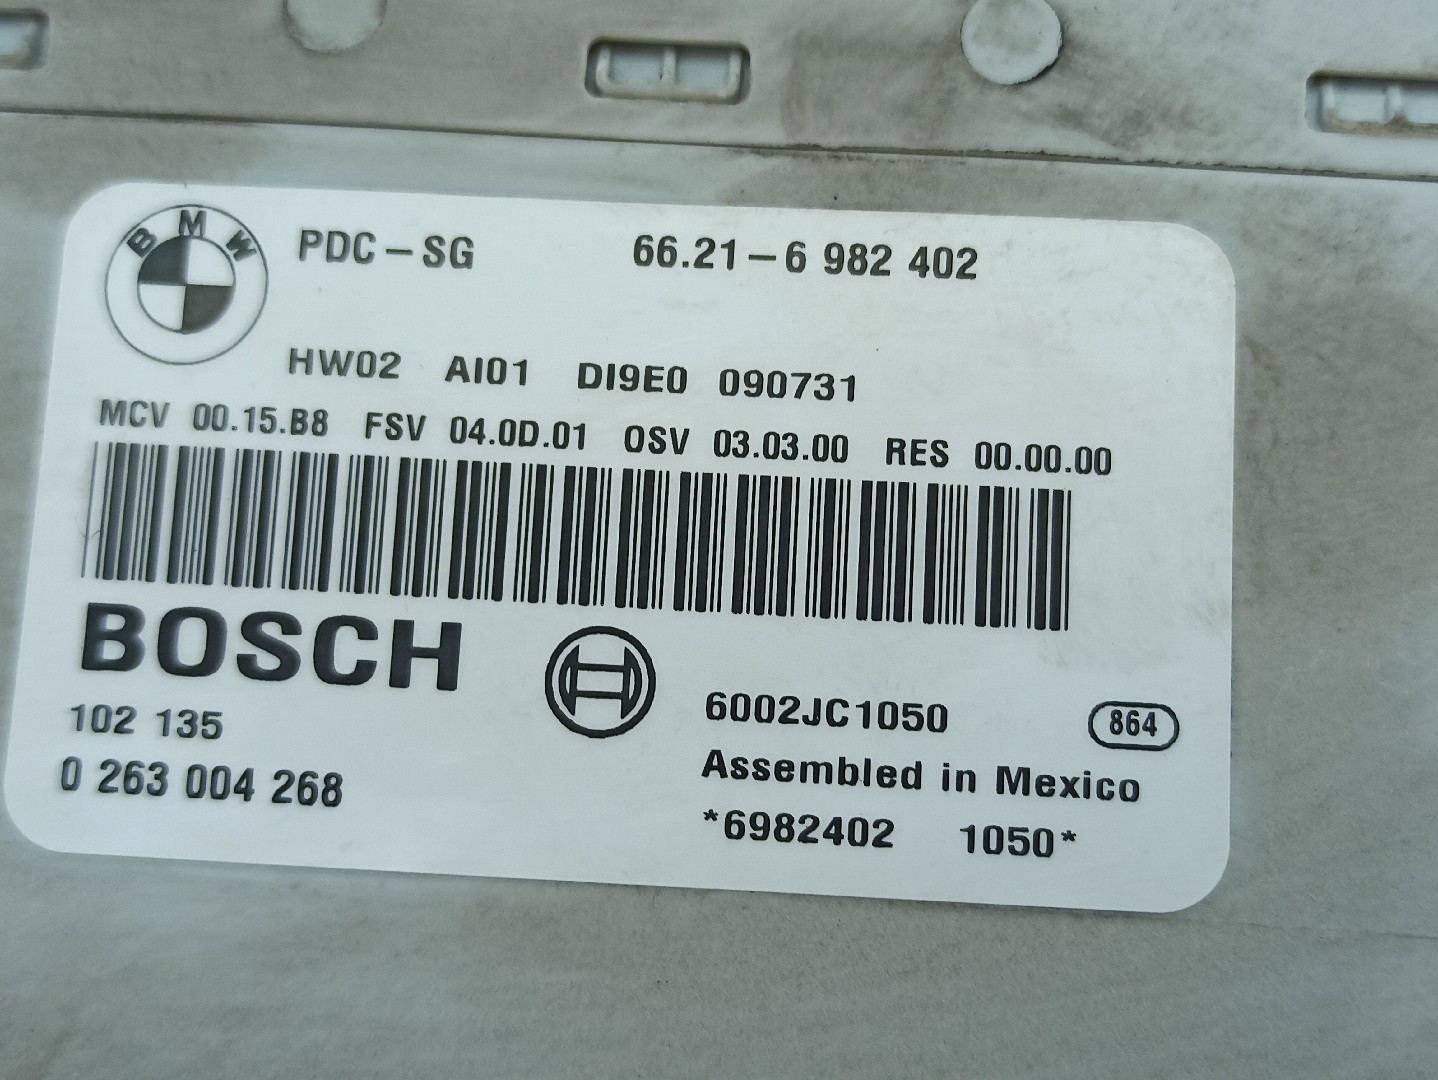 BMW
PDC-SG 66.21-6 982 402
HW02 AI01 DI9E0 090731
MCV 00.15.B8 FSV 04.0D.01 OSV 03.03.00 RES 00.00.00
BOSCH
102 135
0 263 004 268
6002JC1050 864
Assembled in Mexico
*6982402 1050*